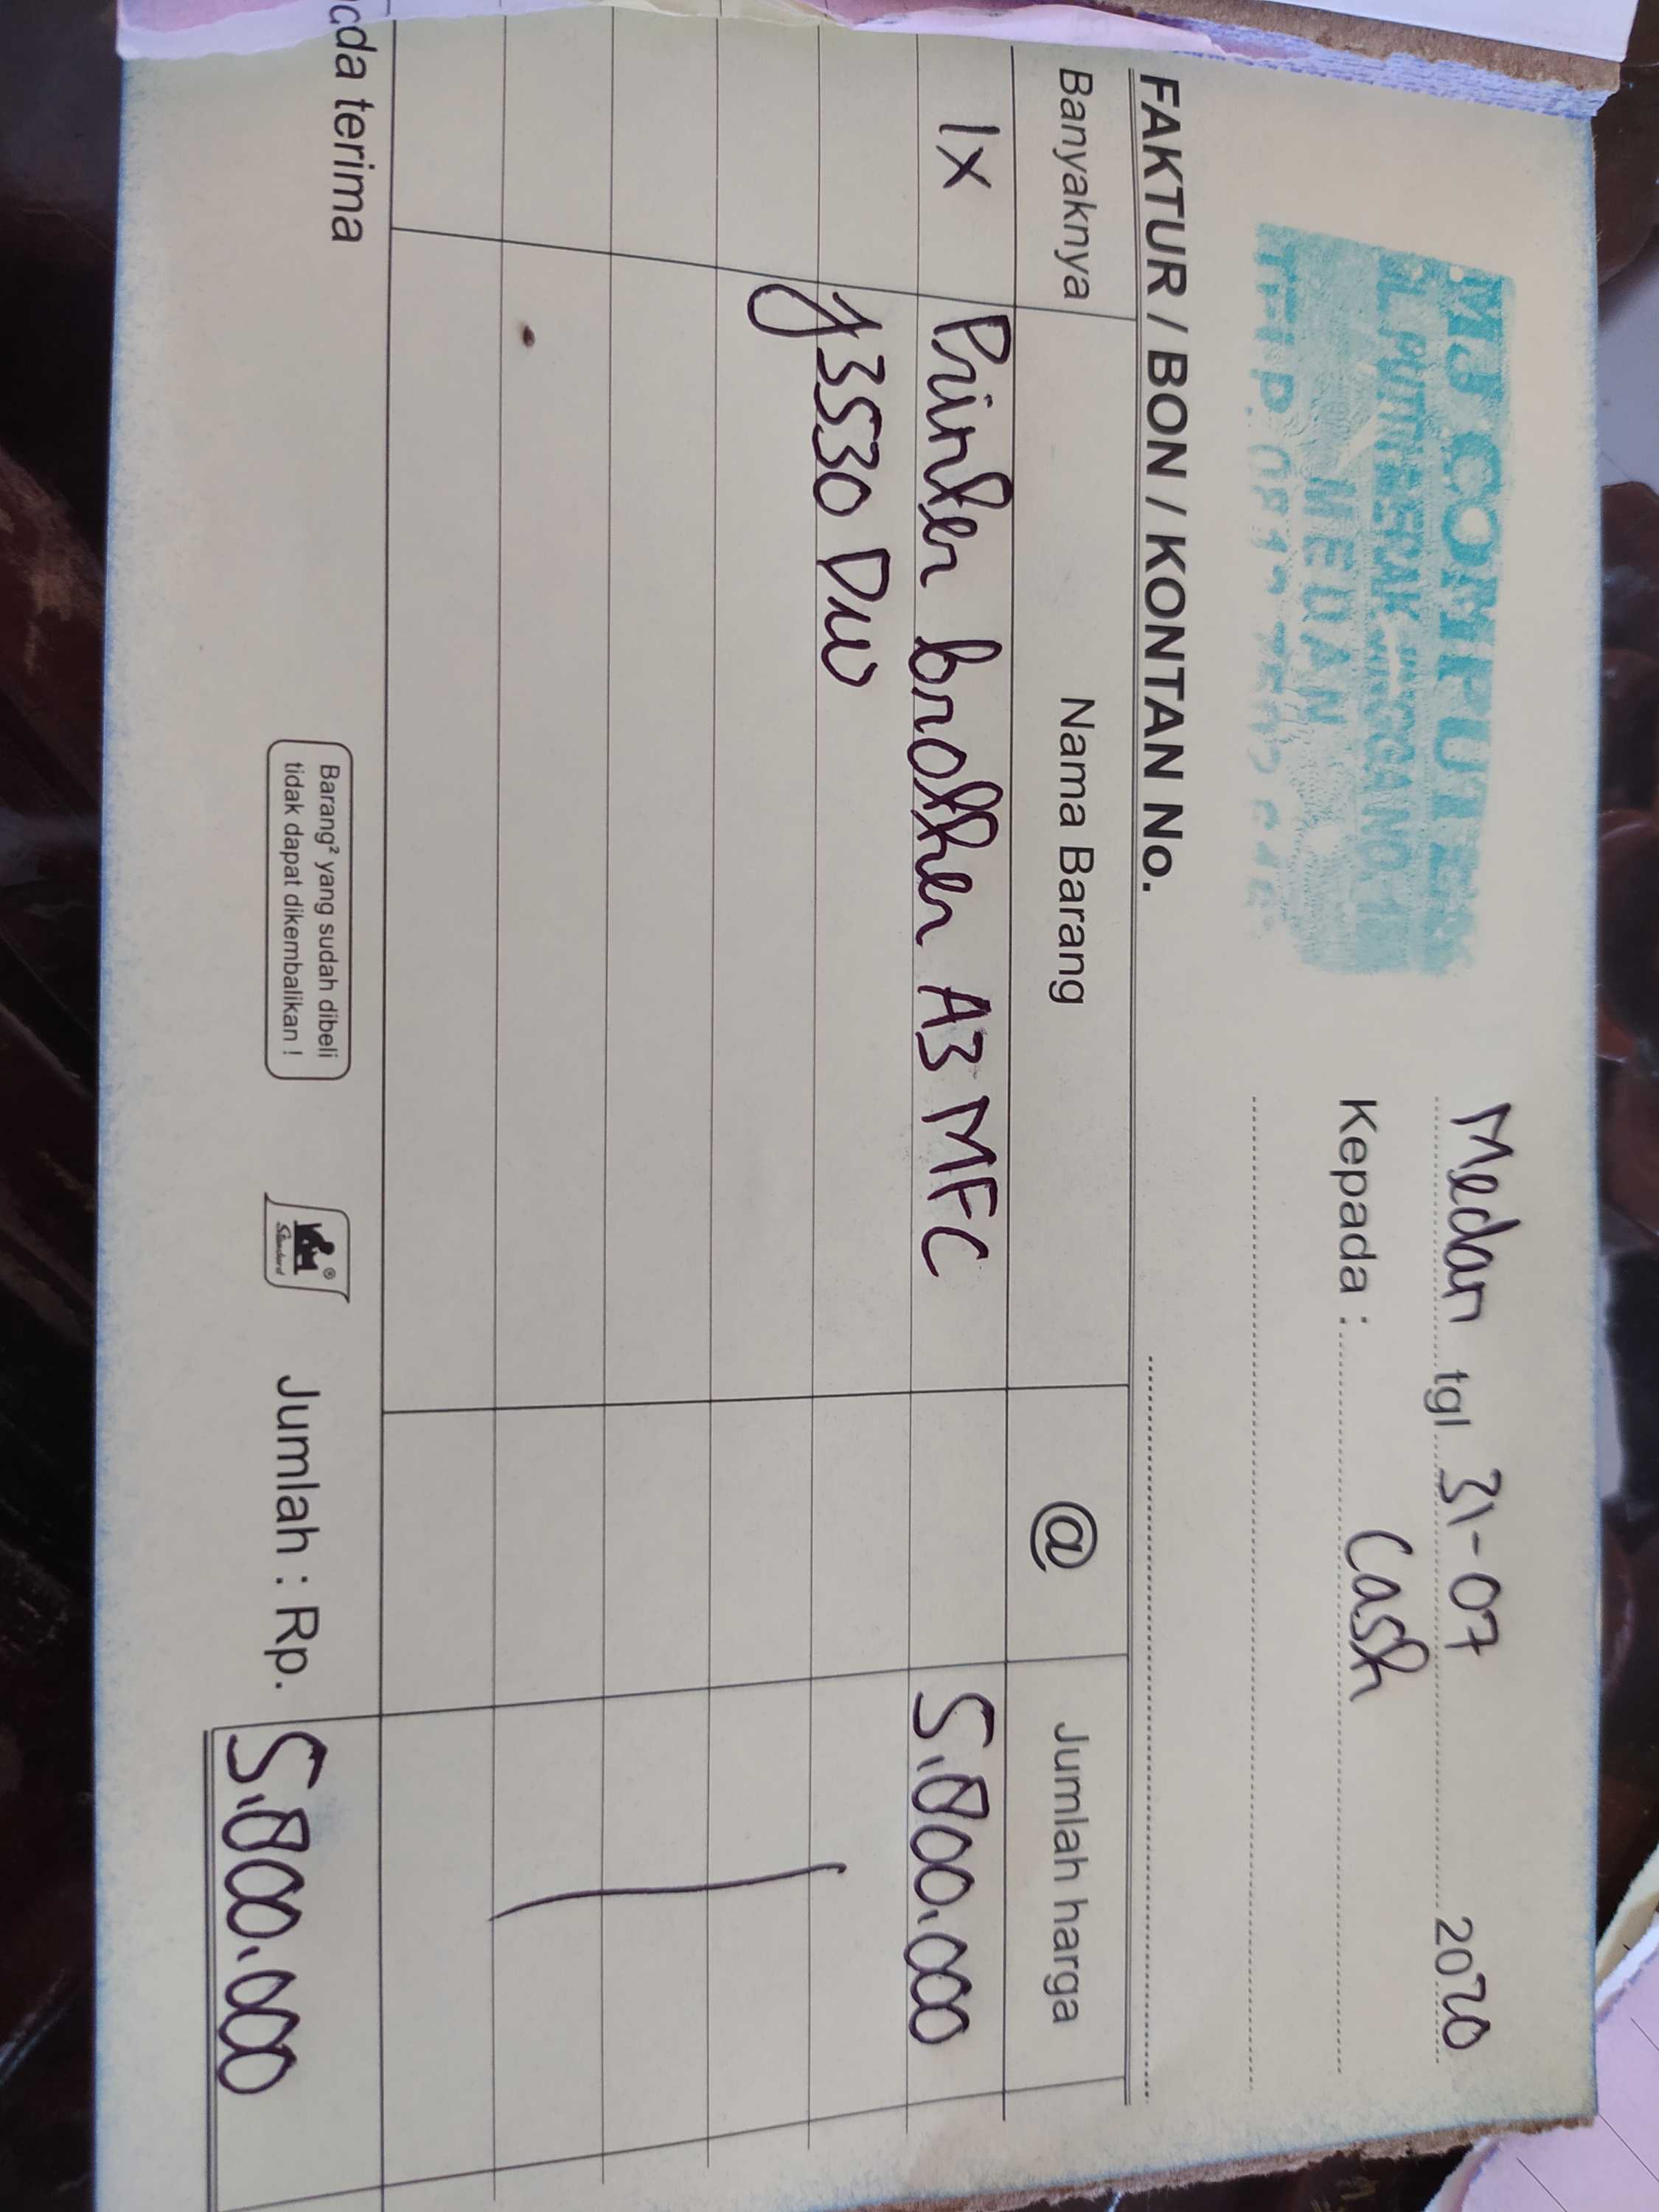 MJ COMPUTER
MEDAN
Medan tgl 31-07 2020
Kepada : Cash
FAKTUR / BON / KONTAN No.
Banyaknya Nama Barang @ Jumlah harga
1x Printer brother A3 MFC 5.800.000
J3530 DW
nda terima
Barang² yang sudah dibeli
tidak dapat dikembalikan !
Standard
Jumlah : Rp. 5.800.000